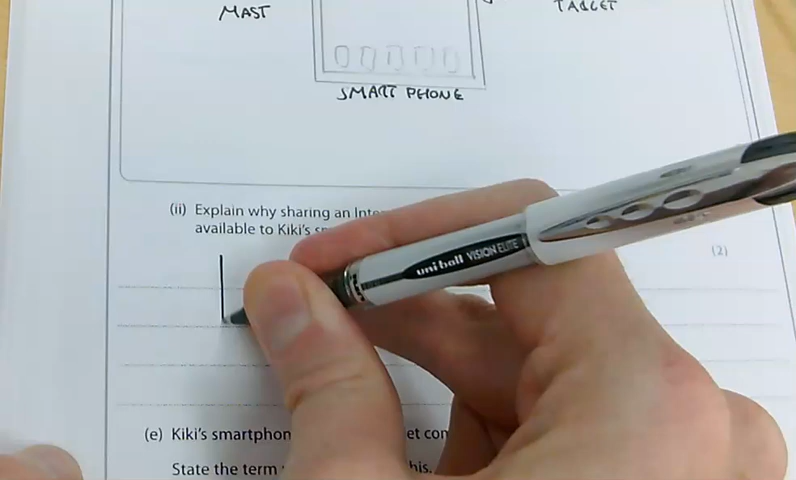 MAST
TABLET
SMART PHONE
(ii) Explain why sharing an Inte
available to Kiki's s
(2)
uniball VISION ELITE
(e) Kiki's smartphon et con
State the term his.